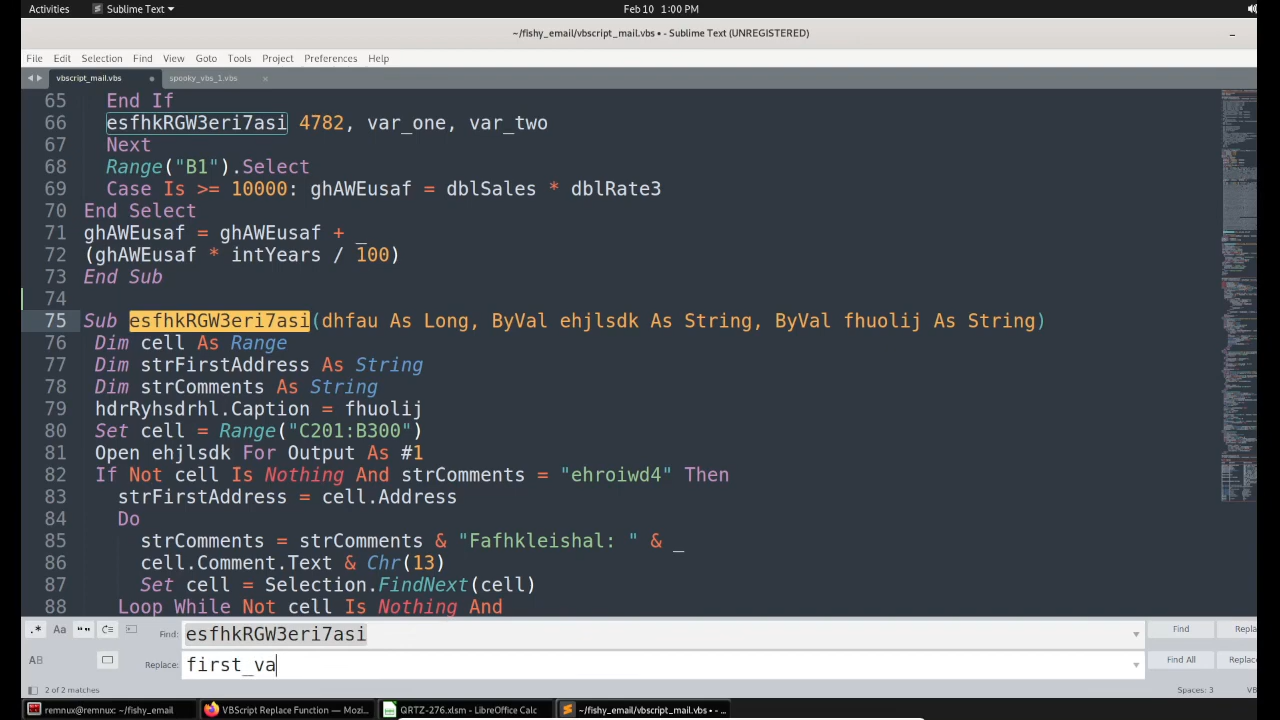 Activities Sublime Text Feb 10 1:00 PM
~/fishy_email/vbscript_mail.vbs • - Sublime Text (UNREGISTERED)
File Edit Selection Find View Goto Tools Project Preferences Help
vbscript_mail.vbs spooky_vbs_1.vbs
65 End If
66 esfhkRGW3eri7asi 4782, var_one, var_two
67 Next
68 Range("B1").Select
69 Case Is >= 10000: ghAWEusaf = dblSales * dblRate3
70 End Select
71 ghAWEusaf = ghAWEusaf + _
72 (ghAWEusaf * intYears / 100)
73 End Sub
74
75 Sub esfhkRGW3eri7asi(dhfau As Long, ByVal ehjlsdk As String, ByVal fhuolij As String)
76 Dim cell As Range
77 Dim strFirstAddress As String
78 Dim strComments As String
79 hdrRyhsdrhl.Caption = fhuolij
80 Set cell = Range("C201:B300")
81 Open ehjlsdk For Output As #1
82 If Not cell Is Nothing And strComments = "ehroiwd4" Then
83 strFirstAddress = cell.Address
84 Do
85 strComments = strComments & "Fafhkleishal: " & _
86 cell.Comment.Text & Chr(13)
87 Set cell = Selection.FindNext(cell)
88 Loop While Not cell Is Nothing And
.* Aa "" Find: esfhkRGW3eri7asi Find Repla
AB Replace: first_va Find All Replace
2 of 2 matches Spaces: 3 VB
remnux@remnux: ~/fishy_email VBScript Replace Function — Mozi... QRTZ-276.xlsm - LibreOffice Calc ~/fishy_email/vbscript_mail.vbs • - ...